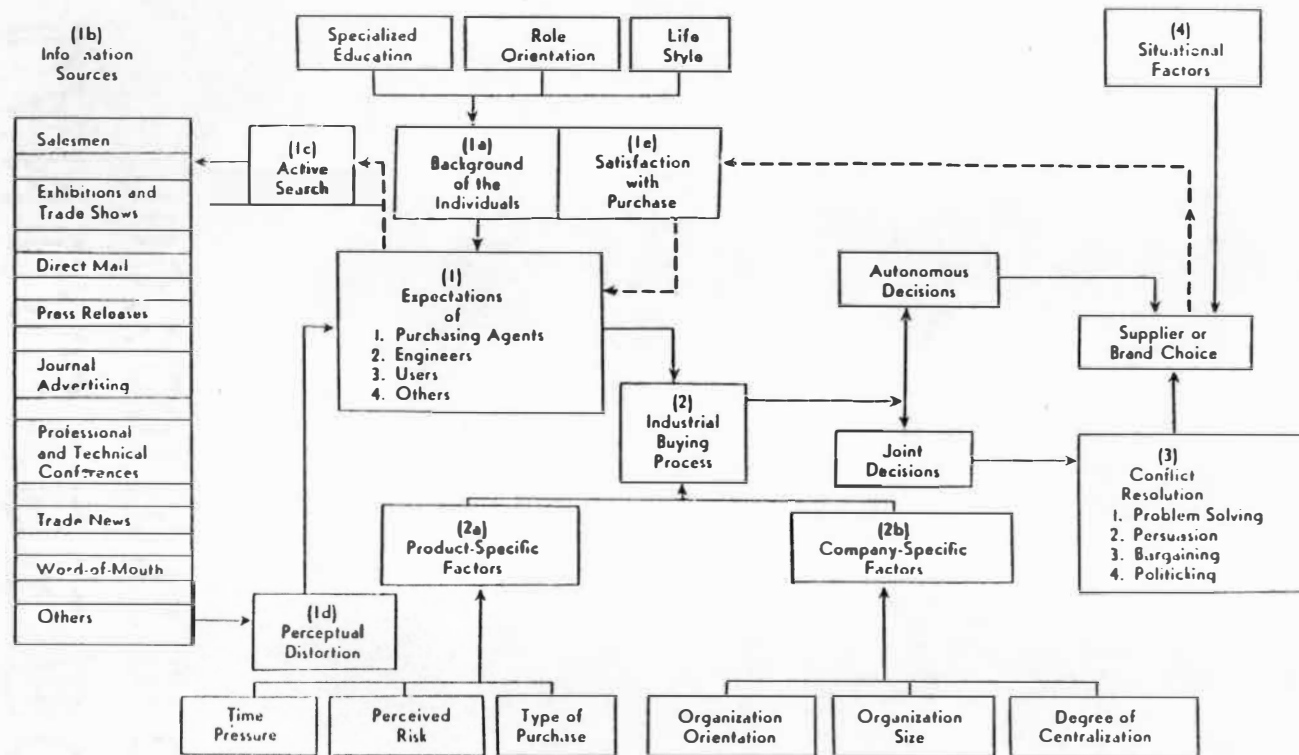 (1b)
Information
Sources
Salesmen
Exhibitions and
Trade Shows
Direct Mail
Press Releases
Journal
Advertising
Professional
and Technical
Conferences
Trade News
Word-of-Mouth
Others
Specialized
Education
Role
Orientation
Life
Style
(1c)
Active
Search
(1a)
Background
of the
Individuals
(1e)
Satisfaction
with
Purchase
(1)
Expectations
of
1. Purchasing Agents
2. Engineers
3. Users
4. Others
(1d)
Perceptual
Distortion
(2)
Industrial
Buying
Process
(2a)
Product-Specific
Factors
Time
Pressure
Perceived
Risk
Type of
Purchase
(2b)
Company-Specific
Factors
Organization
Orientation
Organization
Size
Degree of
Centralization
Autonomous
Decisions
Joint
Decisions
(4)
Situational
Factors
Supplier or
Brand Choice
(3)
Conflict
Resolution
1. Problem Solving
2. Persuasion
3. Bargaining
4. Politicking